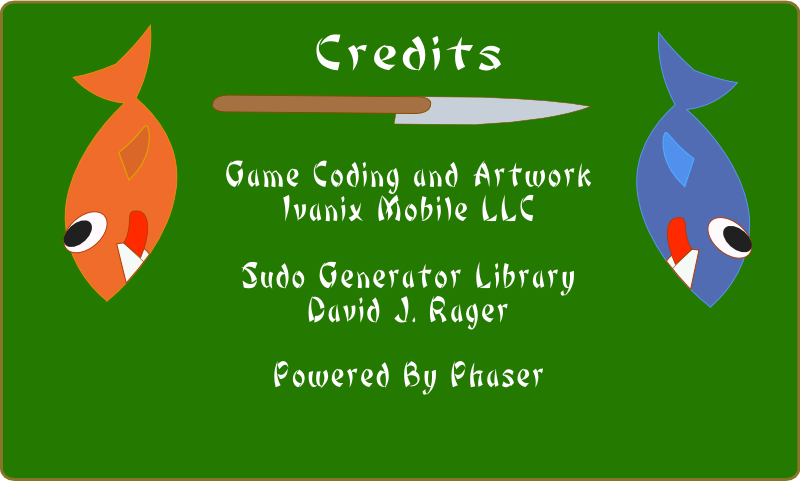 Credits
Game Coding and Artwork
Ivanix Mobile LLC
Sudo Generator Library
David J. Rager
Powered By Phaser